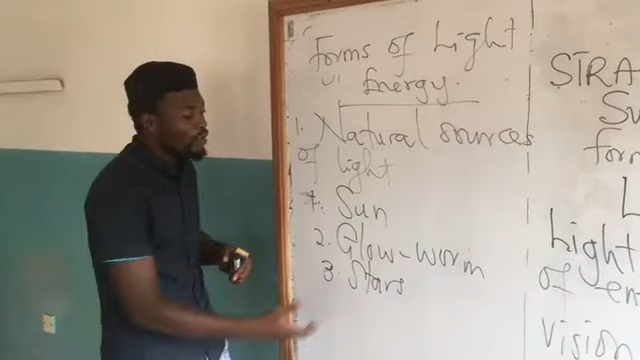 Forms of Light
Energy.
1. Natural sources
of light
1. Sun
2. Glow-worm
3. Stars
STRA
Su
for
L
Light
of en
vision